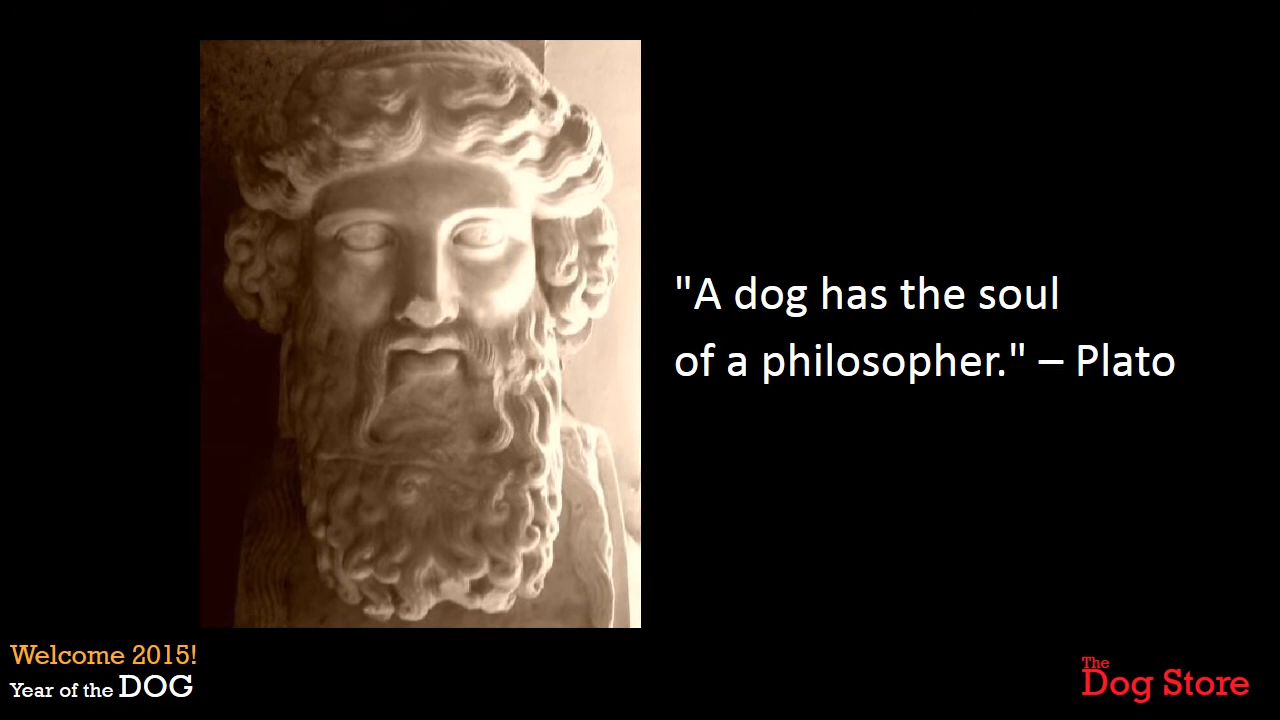 "A dog has the soul
of a philosopher." – Plato
Welcome 2015!
Year of the DOG
The
Dog Store